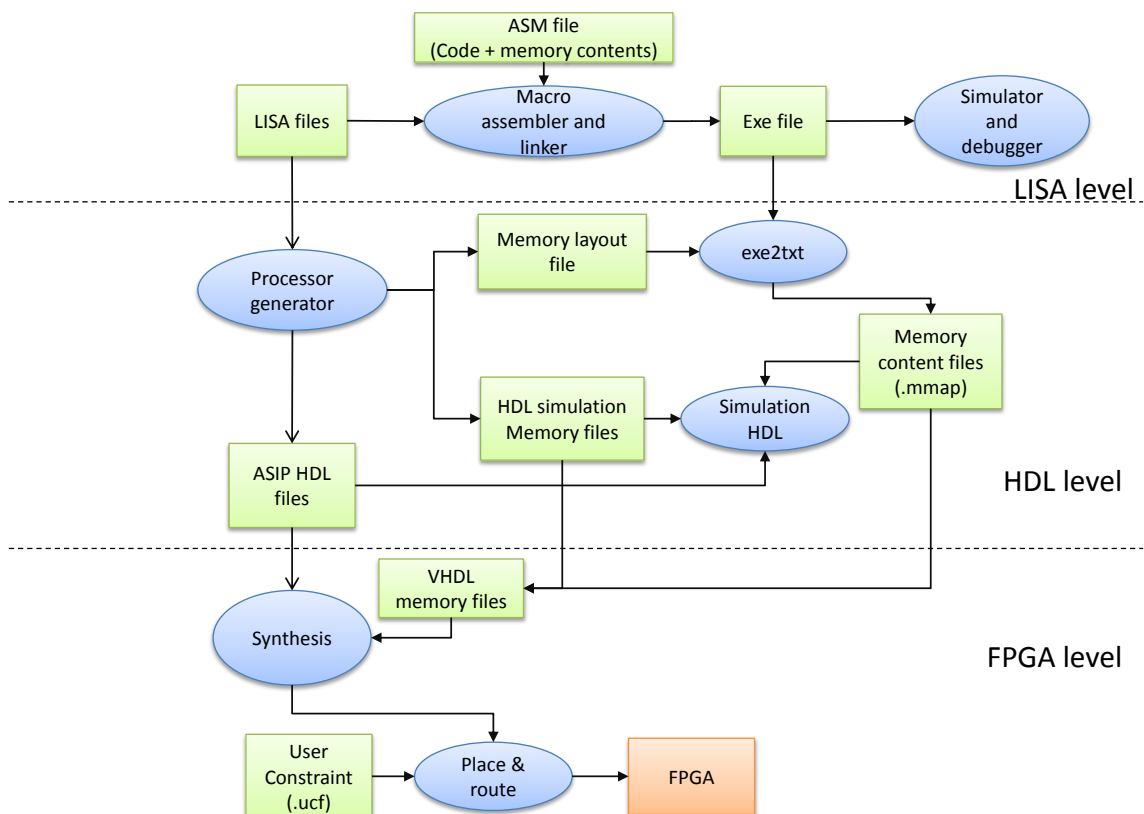 ASM file
(Code + memory contents)
LISA files
Macro
assembler and
linker
Exe file
Simulator
and
debugger
LISA level
Processor
generator
Memory layout
file
exe2txt
Memory
content files
(.mmap)
HDL simulation
Memory files
Simulation
HDL
ASIP HDL
files
HDL level
VHDL
memory files
Synthesis
FPGA level
User
Constraint
(.ucf)
Place &
route
FPGA